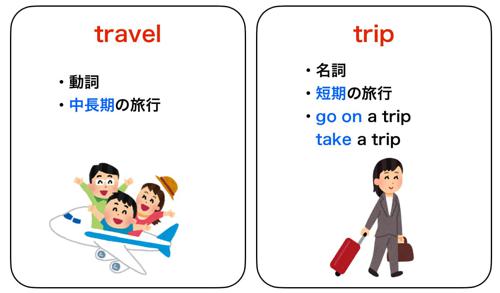 travel
・動詞
・中長期の旅行
trip
・名詞
・短期の旅行
・go on a trip
take a trip